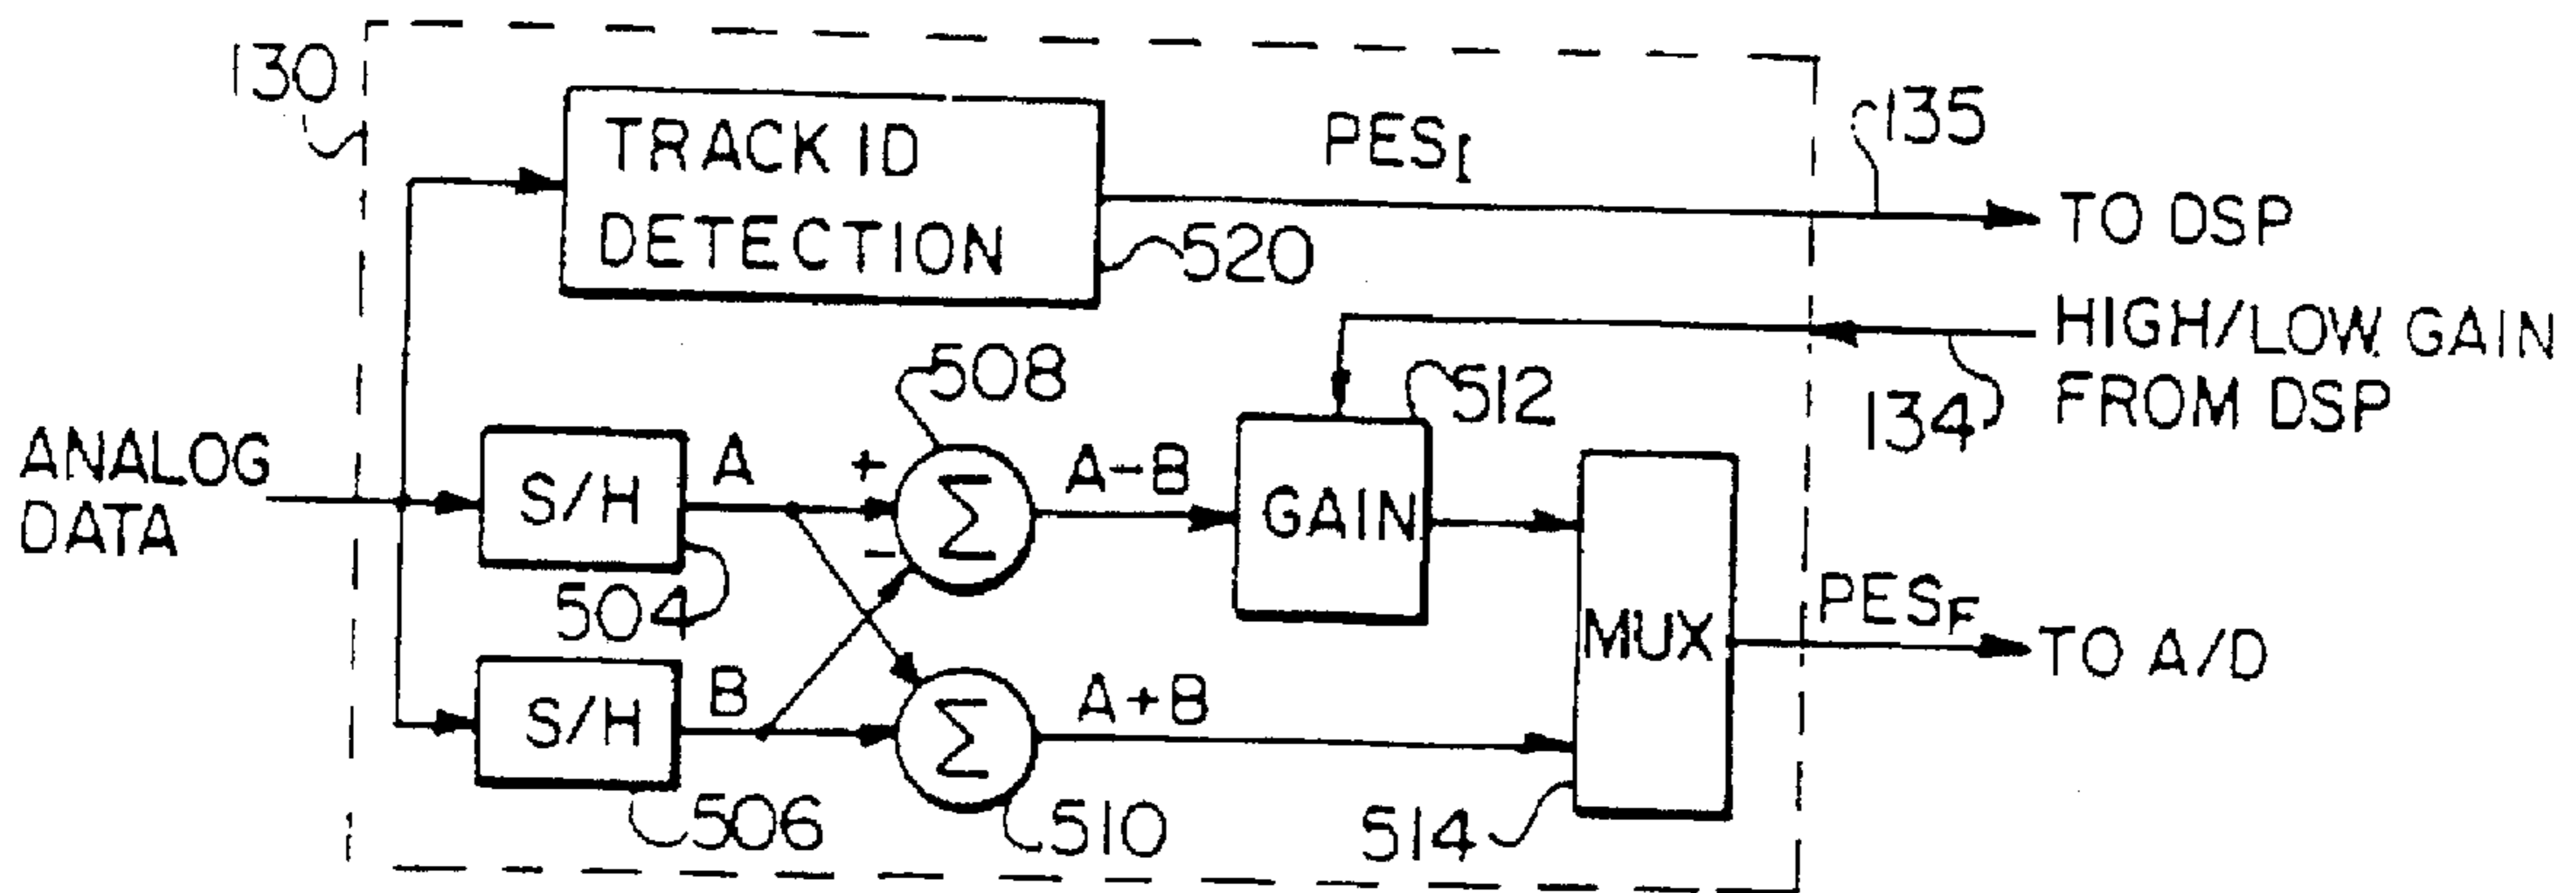 130
TRACK ID
DETECTION
520
PES_I
135
TO DSP
HIGH/LOW GAIN
FROM DSP
134
ANALOG
DATA
S/H
504
A
+
-
508
Σ
A-B
GAIN
512
S/H
506
B
Σ
510
A+B
MUX
514
PES_F
TO A/D